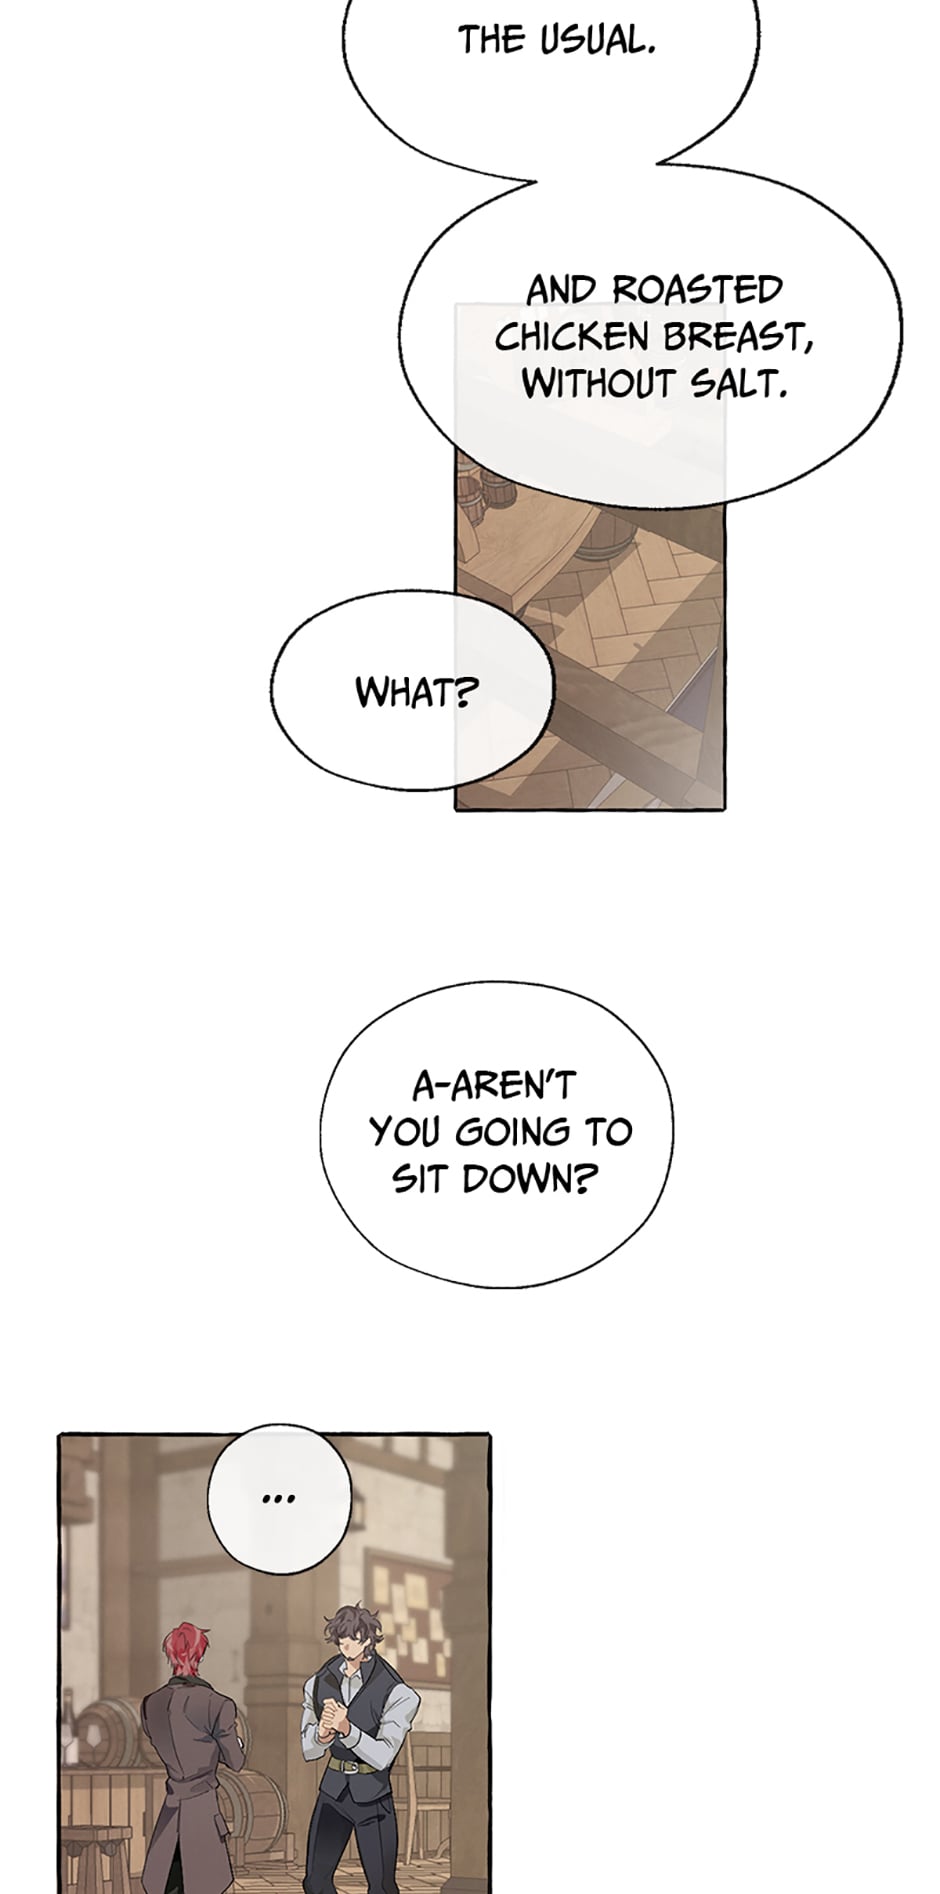 THE USUAL.
AND ROASTED
CHICKEN BREAST,
WITHOUT SALT.
WHAT?
A-AREN'T
YOU GOING TO
SIT DOWN?
...